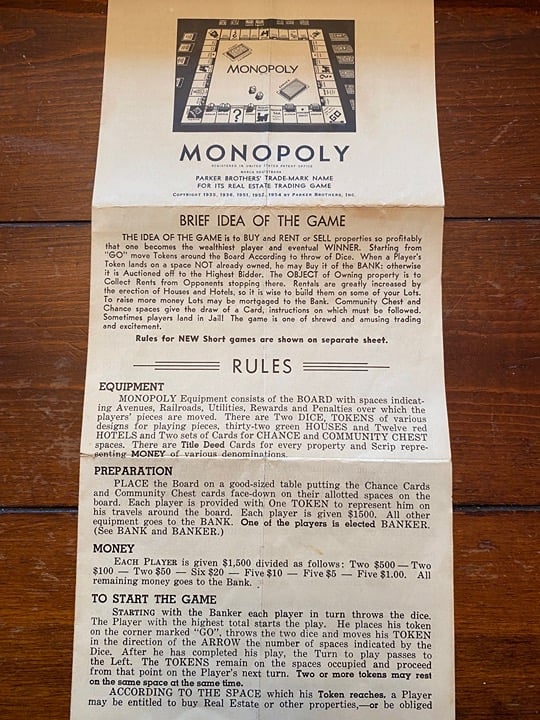 MONOPOLY
MONOPOLY
REGISTERED IN UNITED STATES PATENT OFFICE
PARKER BROTHERS' TRADE-MARK NAME
FOR ITS REAL ESTATE TRADING GAME
COPYRIGHT 1935, 1936, 1951, 1952, 1954 BY PARKER BROTHERS, INC.
BRIEF IDEA OF THE GAME
THE IDEA OF THE GAME is to BUY and RENT or SELL properties so profitably
that one becomes the wealthiest player and eventual WINNER. Starting from
"GO" move Tokens around the Board According to throw of Dice. When a Player's
Token lands on a space NOT already owned, he may Buy it of the BANK: otherwise
it is Auctioned off to the Highest Bidder. The OBJECT of Owning property is to
Collect Rents from Opponents stopping there. Rentals are greatly increased by
the erection of Houses and Hotels, so it is wise to build them on some of your Lots.
To raise more money Lots may be mortgaged to the Bank. Community Chest and
Chance spaces give the draw of a Card, instructions on which must be followed.
Sometimes players land in Jail! The game is one of shrewd and amusing trading
and excitement.
Rules for NEW Short games are shown on separate sheet.
RULES
EQUIPMENT
MONOPOLY Equipment consists of the BOARD with spaces indicat-
ing Avenues, Railroads, Utilities, Rewards and Penalties over which the
players' pieces are moved. There are Two DICE, TOKENS of various
designs for playing pieces, thirty-two green HOUSES and Twelve red
HOTELS and Two sets of Cards for CHANCE and COMMUNITY CHEST
spaces. There are Title Deed Cards for every property and Scrip repre-
senting MONEY of various denominations.
PREPARATION
PLACE the Board on a good-sized table putting the Chance Cards
and Community Chest cards face-down on their allotted spaces on the
board. Each player is provided with One TOKEN to represent him on
his travels around the board. Each player is given $1500. All other
equipment goes to the BANK. One of the players is elected BANKER.
(See BANK and BANKER.)
MONEY
EACH PLAYER is given $1,500 divided as follows: Two $500 — Two
$100 — Two $50 — Six $20 — Five $10 — Five $5 — Five $1.00. All
remaining money goes to the Bank.
TO START THE GAME
STARTING with the Banker each player in turn throws the dice.
The Player with the highest total starts the play. He places his token
on the corner marked "GO", throws the two dice and moves his TOKEN
in the direction of the ARROW the number of spaces indicated by the
Dice. After he has completed his play, the Turn to play passes to
the Left. The TOKENS remain on the spaces occupied and proceed
from that point on the Player's next turn. Two or more tokens may rest
on the same space at the same time.
ACCORDING TO THE SPACE which his Token reaches, a Player
may be entitled to buy Real Estate or other properties,—or be obliged